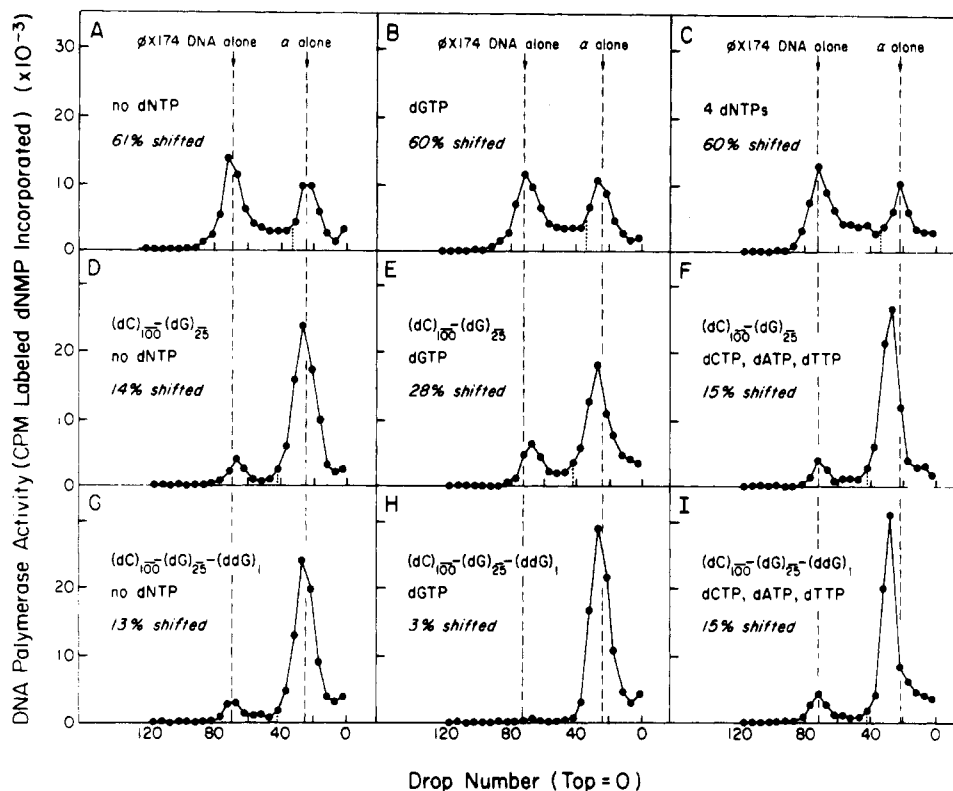 DNA Polymerase Activity (CPM Labeled dNMP Incorporated) (x10⁻³)
A
øX174 DNA alone
α alone
no dNTP
61% shifted
30
20
10
0
B
øX174 DNA alone
α alone
dGTP
60% shifted
C
øX174 DNA alone
α alone
4 dNTPs
60% shifted
D
(dC)100-(dG)25
no dNTP
14% shifted
20
10
0
E
(dC)100-(dG)25
dGTP
28% shifted
F
(dC)100-(dG)25
dCTP, dATP, dTTP
15% shifted
G
(dC)100-(dG)25-(ddG)1
no dNTP
13% shifted
20
10
0
120 80 40 0
H
(dC)100-(dG)25-(ddG)1
dGTP
3% shifted
120 80 40 0
I
(dC)100-(dG)25-(ddG)1
dCTP, dATP, dTTP
15% shifted
120 80 40 0
Drop Number (Top=0)